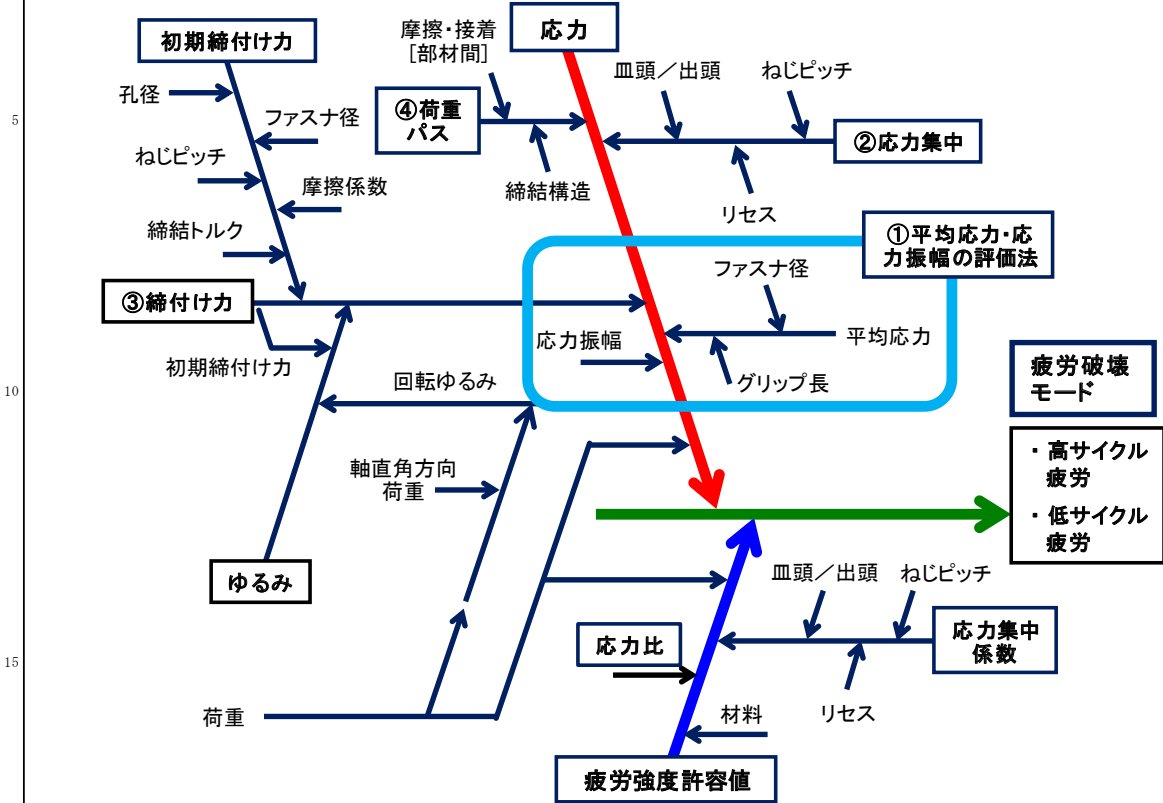 初期締付け力
孔径
ファスナ径
ねじピッチ
摩擦係数
締結トルク
摩擦・接着
[部材間]
応力
皿頭／出頭
ねじピッチ
④荷重
パス
②応力集中
締結構造
リセス
①平均応力・応
力振幅の評価法
ファスナ径
③締付け力
応力振幅
平均応力
グリップ長
初期締付け力
回転ゆるみ
疲労破壊
モード
軸直角方向
荷重
・高サイクル
疲労
・低サイクル
疲労
ゆるみ
皿頭／出頭
ねじピッチ
応力比
応力集中
係数
荷重
材料
リセス
疲労強度許容値
5
10
15